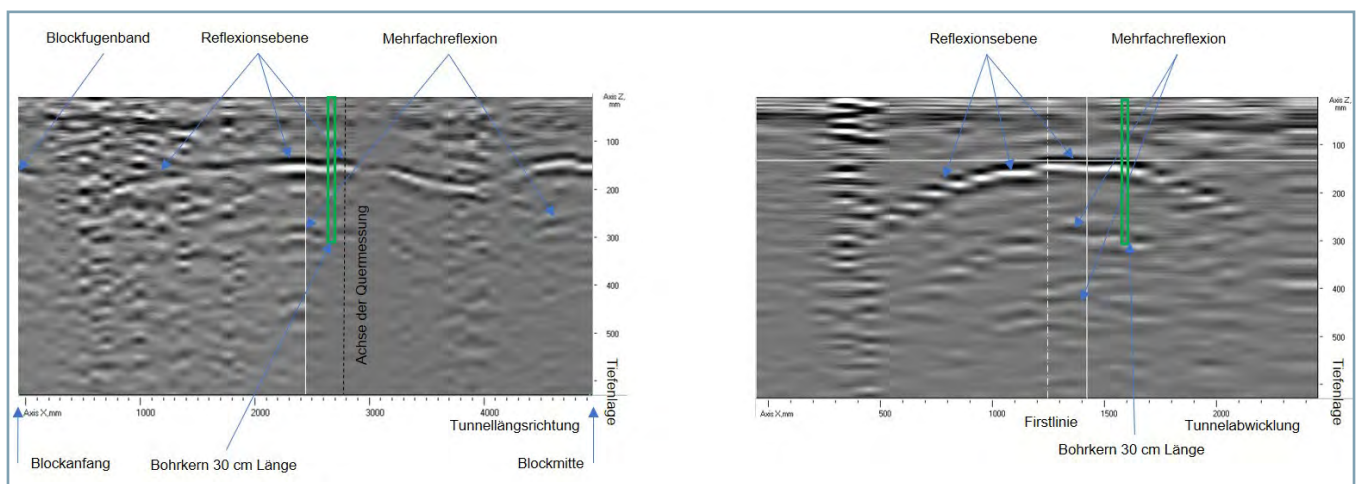 Blockfugenband
Reflexionsebene
Mehrfachreflexion
Axis Z,
mm
100
200
300
400
500
Tiefenlage
Achse der Quermessung
Axis X,mm
1000
2000
3000
4000
Tunnellängsrichtung
Blockanfang
Bohrkern 30 cm Länge
Blockmitte
Reflexionsebene
Mehrfachreflexion
Axis Z,
mm
100
200
300
400
500
Tiefenlage
Axis X,mm
500
1000
1500
2000
Firstlinie
Tunnelabwicklung
Bohrkern 30 cm Länge